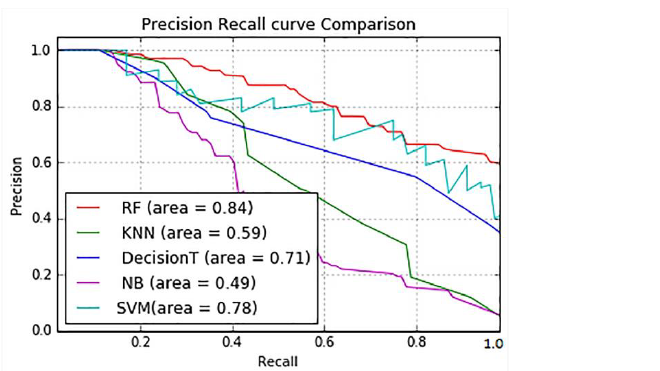 Precision Recall curve Comparison
1.0
0.8
0.6
0.4
0.2
0.0
Precision
RF (area = 0.84)
KNN (area = 0.59)
DecisionT (area = 0.71)
NB (area = 0.49)
SVM(area = 0.78)
0.2 0.4 0.6 0.8 1.0
Recall